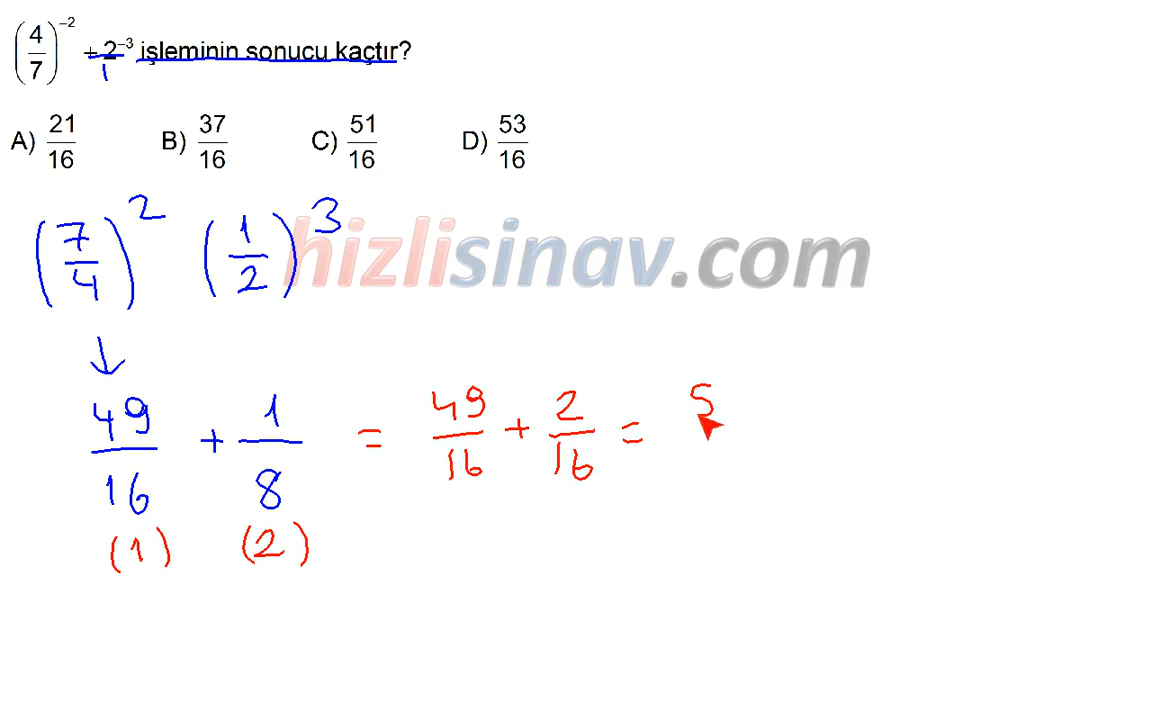 (4/7)⁻² + 2⁻³ işleminin sonucu kaçtır?
1
A) 21/16 B) 37/16 C) 51/16 D) 53/16
(7/4)² (1/2)³
hizlisinav.com
49/16 + 1/8 = 49/16 + 2/16 = 5
(1) (2)